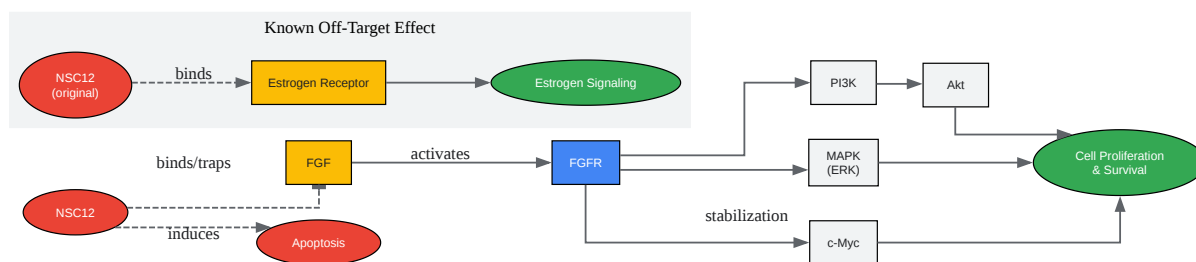 Known Off-Target Effect
NSC12
(original)
binds
Estrogen Receptor
Estrogen Signaling
PI3K
Akt
binds/traps
FGF
activates
FGFR
MAPK
(ERK)
Cell Proliferation
& Survival
NSC12
induces
Apoptosis
stabilization
c-Myc